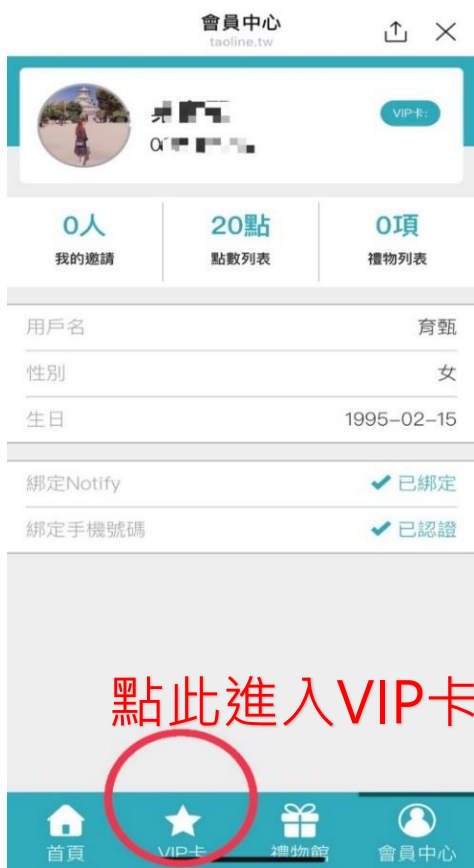 會員中心
taoline.tw
VIP卡:
0人
20點
0項
我的邀請
點數列表
禮物列表
用戶名 育甄
性別 女
生日 1995-02-15
綁定Notify ✔ 已綁定
綁定手機號碼 ✔ 已認證
點此進入VIP卡
首頁 VIP卡 禮物館 會員中心